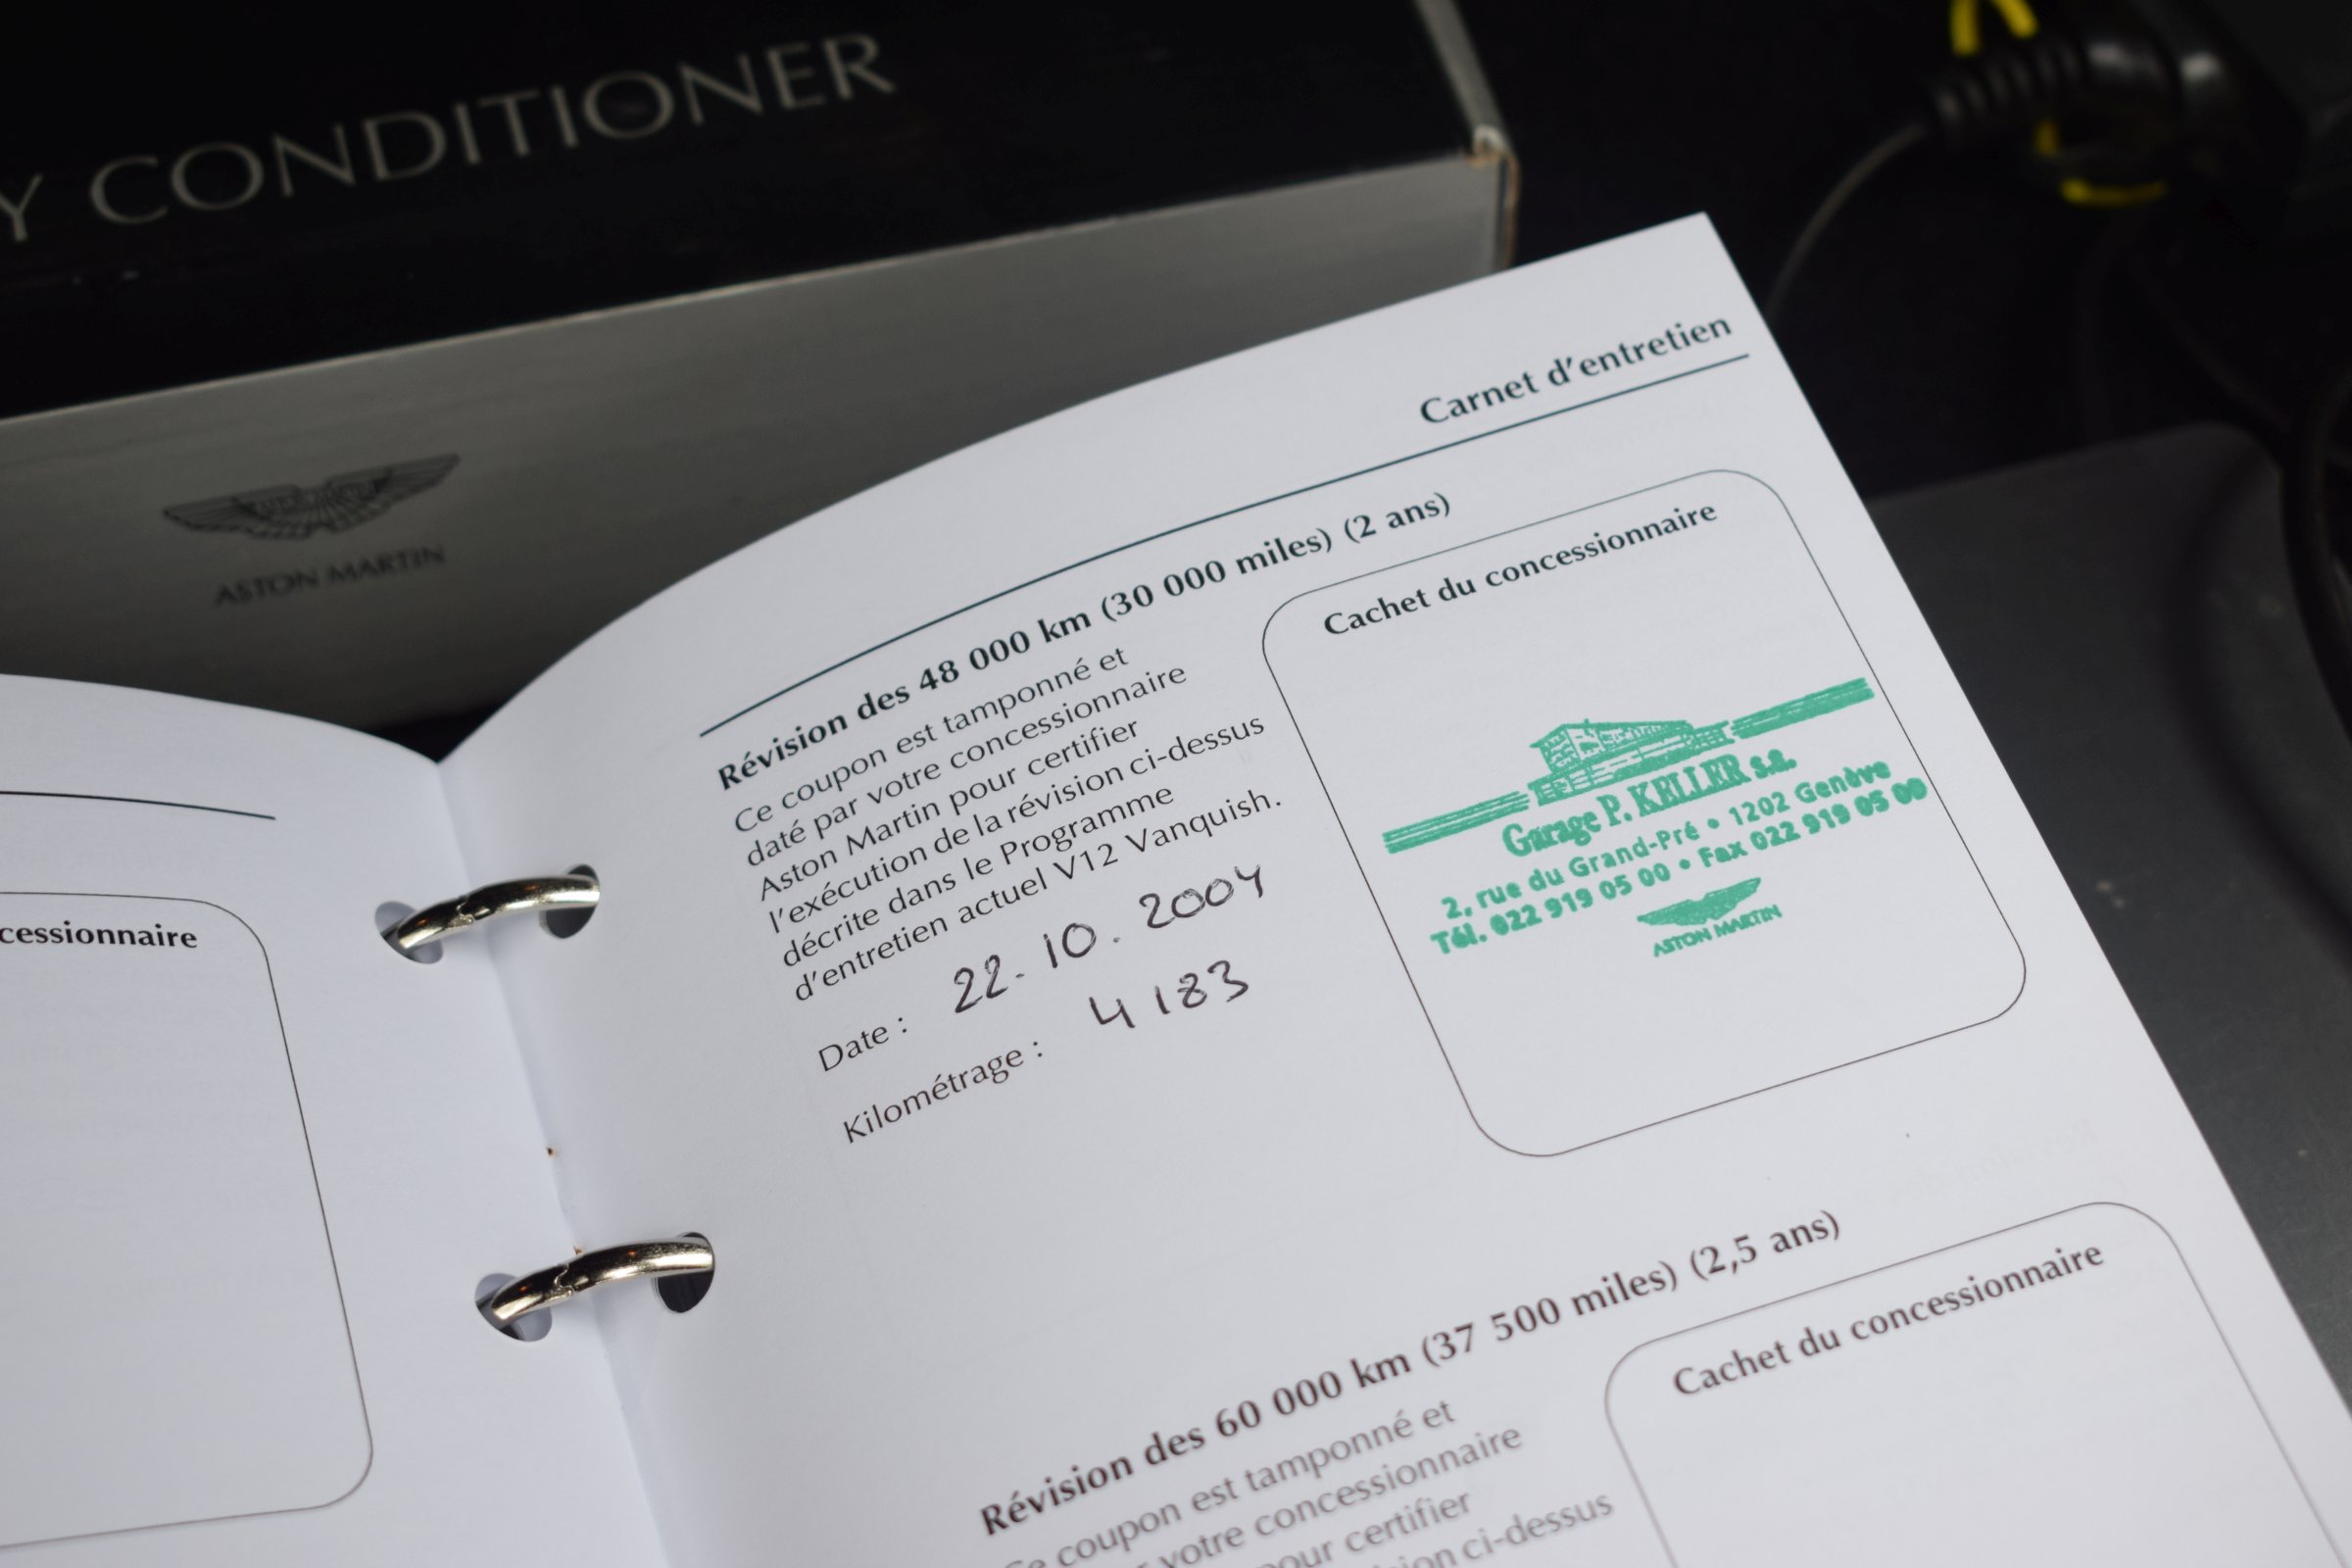 Y CONDITIONER
ASTON MARTIN
cessionnaire
Carnet d'entretien
Révision des 48 000 km (30 000 miles) (2 ans)
Ce coupon est tamponné et
daté par votre concessionnaire
Aston Martin pour certifier
l'exécution de la révision ci-dessus
décrite dans le Programme
d'entretien actuel V12 Vanquish.
Date : 22.10.2004
Kilométrage : 4183
Cachet du concessionnaire
Garage P. KELLER s.a.
2, rue du Grand-Pré • 1202 Genève
Tél. 022 919 05 00 • Fax 022 919 05 09
ASTON MARTIN
Révision des 60 000 km (37 500 miles) (2,5 ans)
Ce coupon est tamponné et
r votre concessionnaire
pour certifier
ision ci-dessus
Cachet du concessionnaire